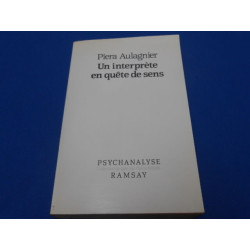 Piera Aulagnier
Un interprète
en quête de sens
PSYCHANALYSE
RAMSAY